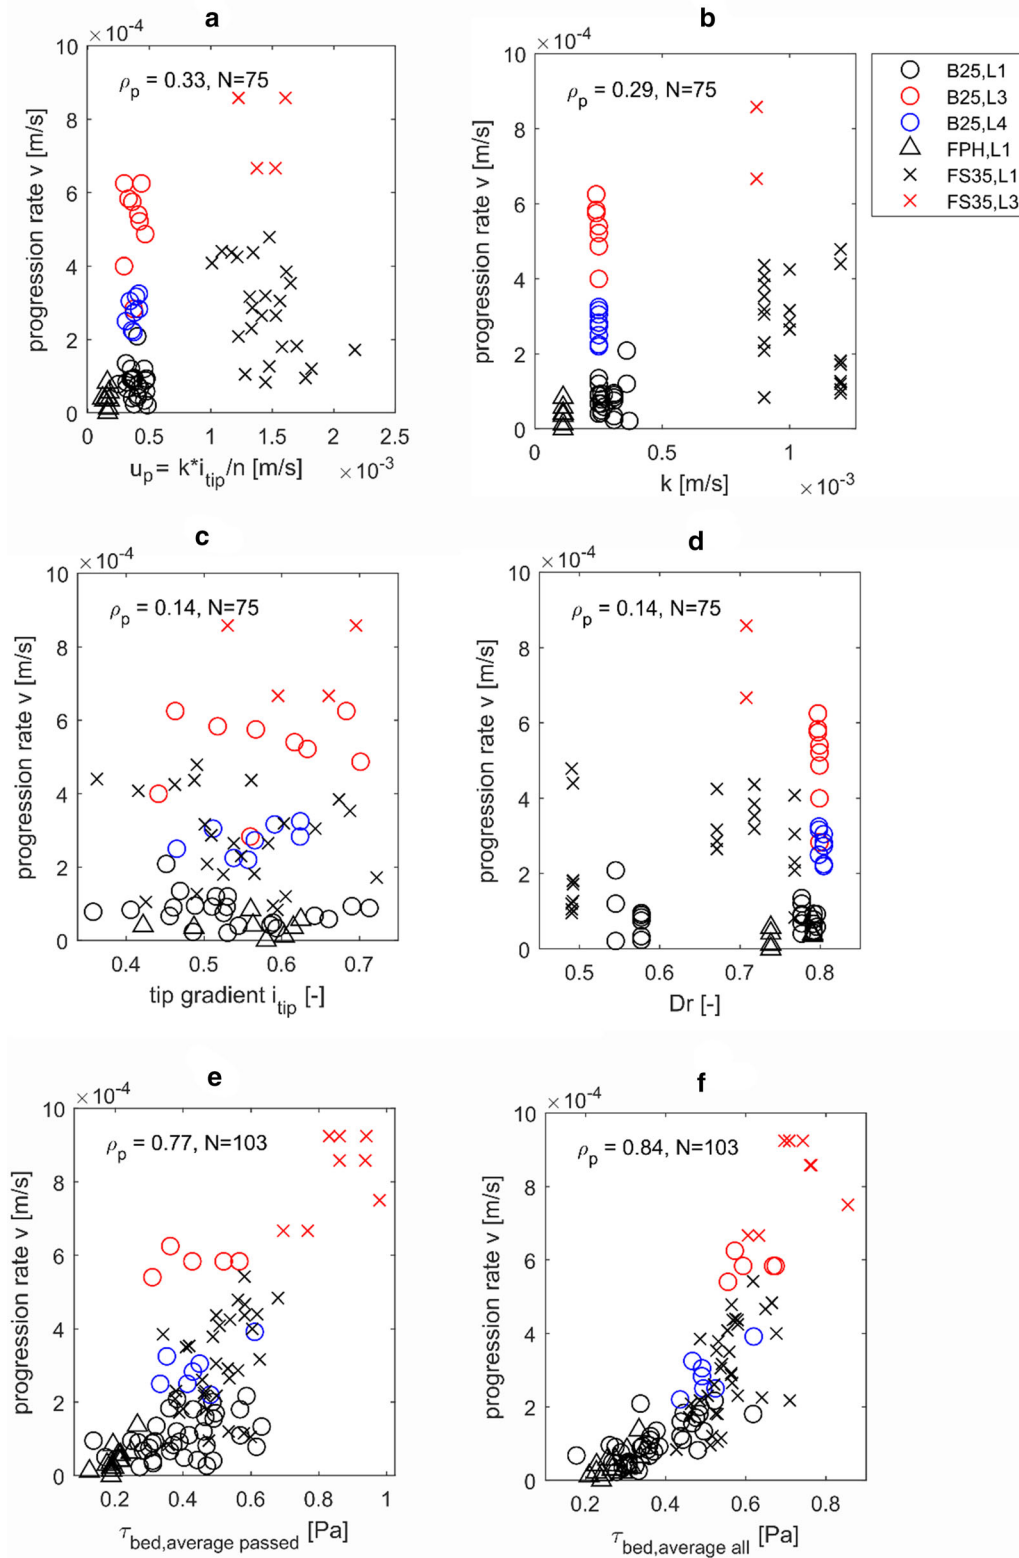 a
× 10⁻⁴
ρp = 0.33, N=75
progression rate v [m/s]
10
8
6
4
2
0
0 0.5 1 1.5 2 2.5
up = k*itip/n [m/s]
× 10⁻³
b
× 10⁻⁴
ρp = 0.29, N=75
progression rate v [m/s]
10
8
6
4
2
0
0 1
k [m/s]
× 10⁻³
B25,L1
B25,L3
B25,L4
FPH,L1
FS35,L1
FS35,L3
c
× 10⁻⁴
ρp = 0.14, N=75
progression rate v [m/s]
10
8
6
4
2
0
0.4 0.5 0.6 0.7
tip gradient itip [-]
d
× 10⁻⁴
ρp = 0.14, N=75
progression rate v [m/s]
10
8
6
4
2
0
0.5 0.6 0.7 0.8
Dr [-]
e
× 10⁻⁴
ρp = 0.77, N=103
progression rate v [m/s]
10
8
6
4
2
0
0.2 0.4 0.6 0.8 1
τbed,average passed [Pa]
f
× 10⁻⁴
ρp = 0.84, N=103
progression rate v [m/s]
10
8
6
4
2
0
0.2 0.4 0.6 0.8
τbed,average all [Pa]